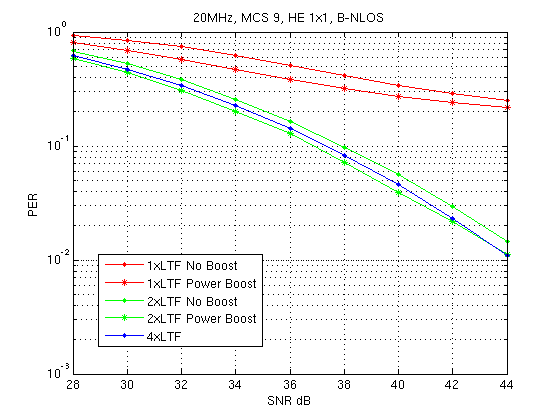 20MHz, MCS 9, HE 1x1, B-NLOS
10^0
10^-1
10^-2
10^-3
PER
1xLTF No Boost
1xLTF Power Boost
2xLTF No Boost
2xLTF Power Boost
4xLTF
28 30 32 34 36 38 40 42 44
SNR dB